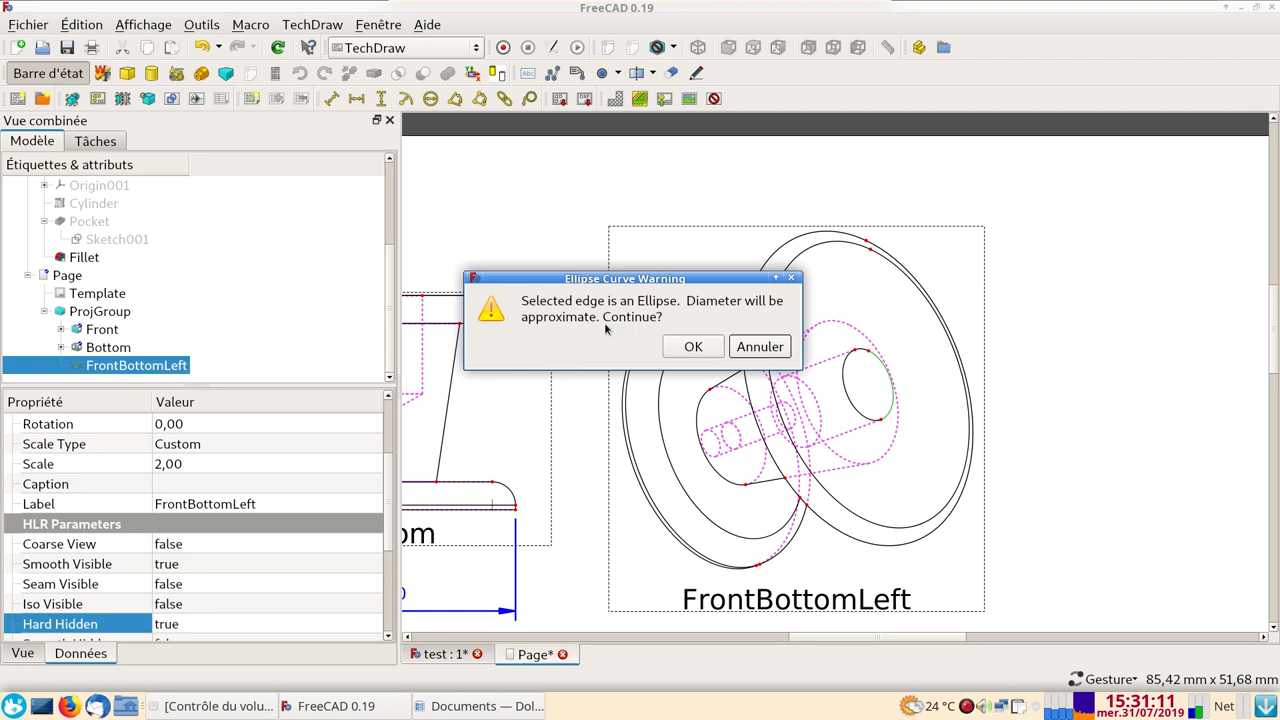 FreeCAD 0.19
Fichier Édition Affichage Outils Macro TechDraw Fenêtre Aide
TechDraw
Barre d'état
Abc
Vue combinée
Modèle Tâches
Étiquettes & attributs
Origin001
Cylinder
Pocket
Sketch001
Fillet
Page
Template
ProjGroup
Front
Bottom
FrontBottomLeft
Propriété Valeur
Rotation 0,00
Scale Type Custom
Scale 2,00
Caption
Label FrontBottomLeft
HLR Parameters
Coarse View false
Smooth Visible true
Seam Visible false
Iso Visible false
Hard Hidden true
Vue Données
Ellipse Curve Warning
Selected edge is an Ellipse. Diameter will be
approximate. Continue?
OK Annuler
om
0
FrontBottomLeft
test : 1* Page*
Gesture 85,42 mm x 51,68 mm
[Contrôle du volu... FreeCAD 0.19 Documents — Dol... 24 °C 15:31:11 Net
mer.31/07/2019